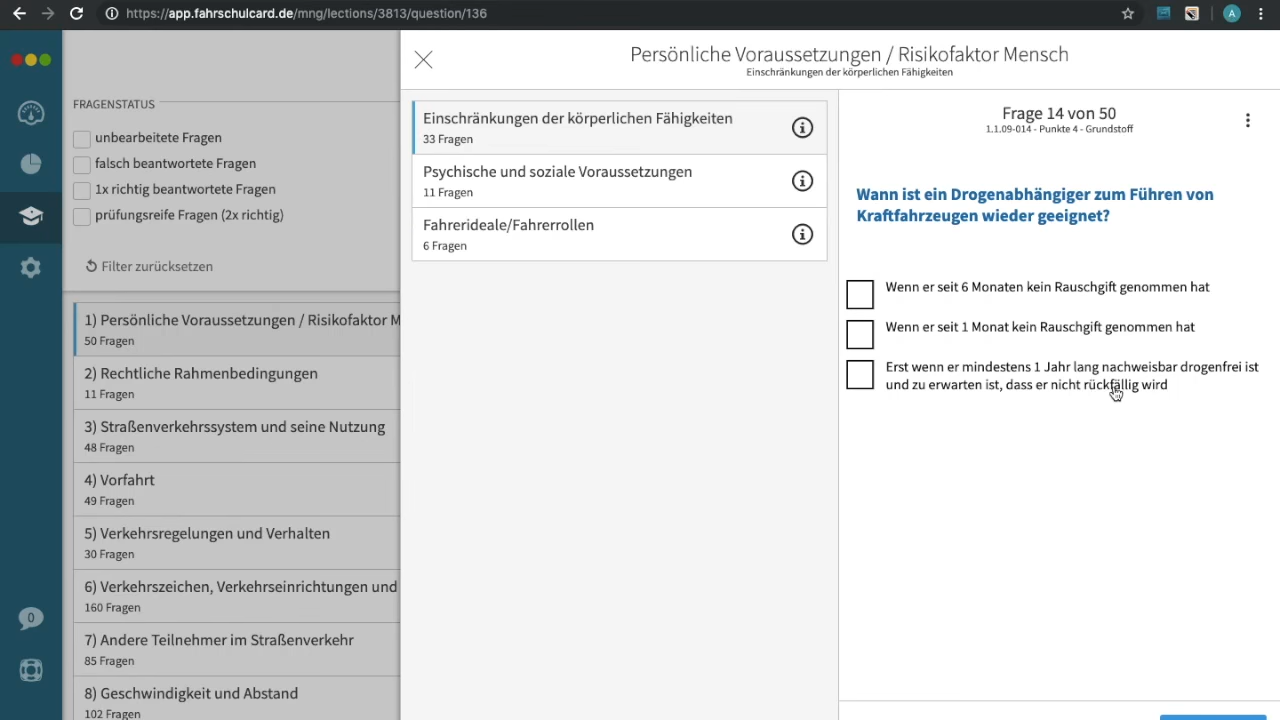 https://app.fahrschulcard.de/mng/lections/3813/question/136
A
FRAGENSTATUS
unbearbeitete Fragen
falsch beantwortete Fragen
1x richtig beantwortete Fragen
prüfungsreife Fragen (2x richtig)
Filter zurücksetzen
1) Persönliche Voraussetzungen / Risikofaktor M
50 Fragen
2) Rechtliche Rahmenbedingungen
11 Fragen
3) Straßenverkehrssystem und seine Nutzung
48 Fragen
4) Vorfahrt
49 Fragen
5) Verkehrsregelungen und Verhalten
30 Fragen
6) Verkehrszeichen, Verkehrseinrichtungen und
160 Fragen
7) Andere Teilnehmer im Straßenverkehr
85 Fragen
8) Geschwindigkeit und Abstand
102 Fragen
0
Persönliche Voraussetzungen / Risikofaktor Mensch
Einschränkungen der körperlichen Fähigkeiten
Einschränkungen der körperlichen Fähigkeiten
33 Fragen
Psychische und soziale Voraussetzungen
11 Fragen
Fahrerideale/Fahrerrollen
6 Fragen
Frage 14 von 50
1.1.09-014 - Punkte 4 - Grundstoff
Wann ist ein Drogenabhängiger zum Führen von
Kraftfahrzeugen wieder geeignet?
Wenn er seit 6 Monaten kein Rauschgift genommen hat
Wenn er seit 1 Monat kein Rauschgift genommen hat
Erst wenn er mindestens 1 Jahr lang nachweisbar drogenfrei ist
und zu erwarten ist, dass er nicht rückfällig wird